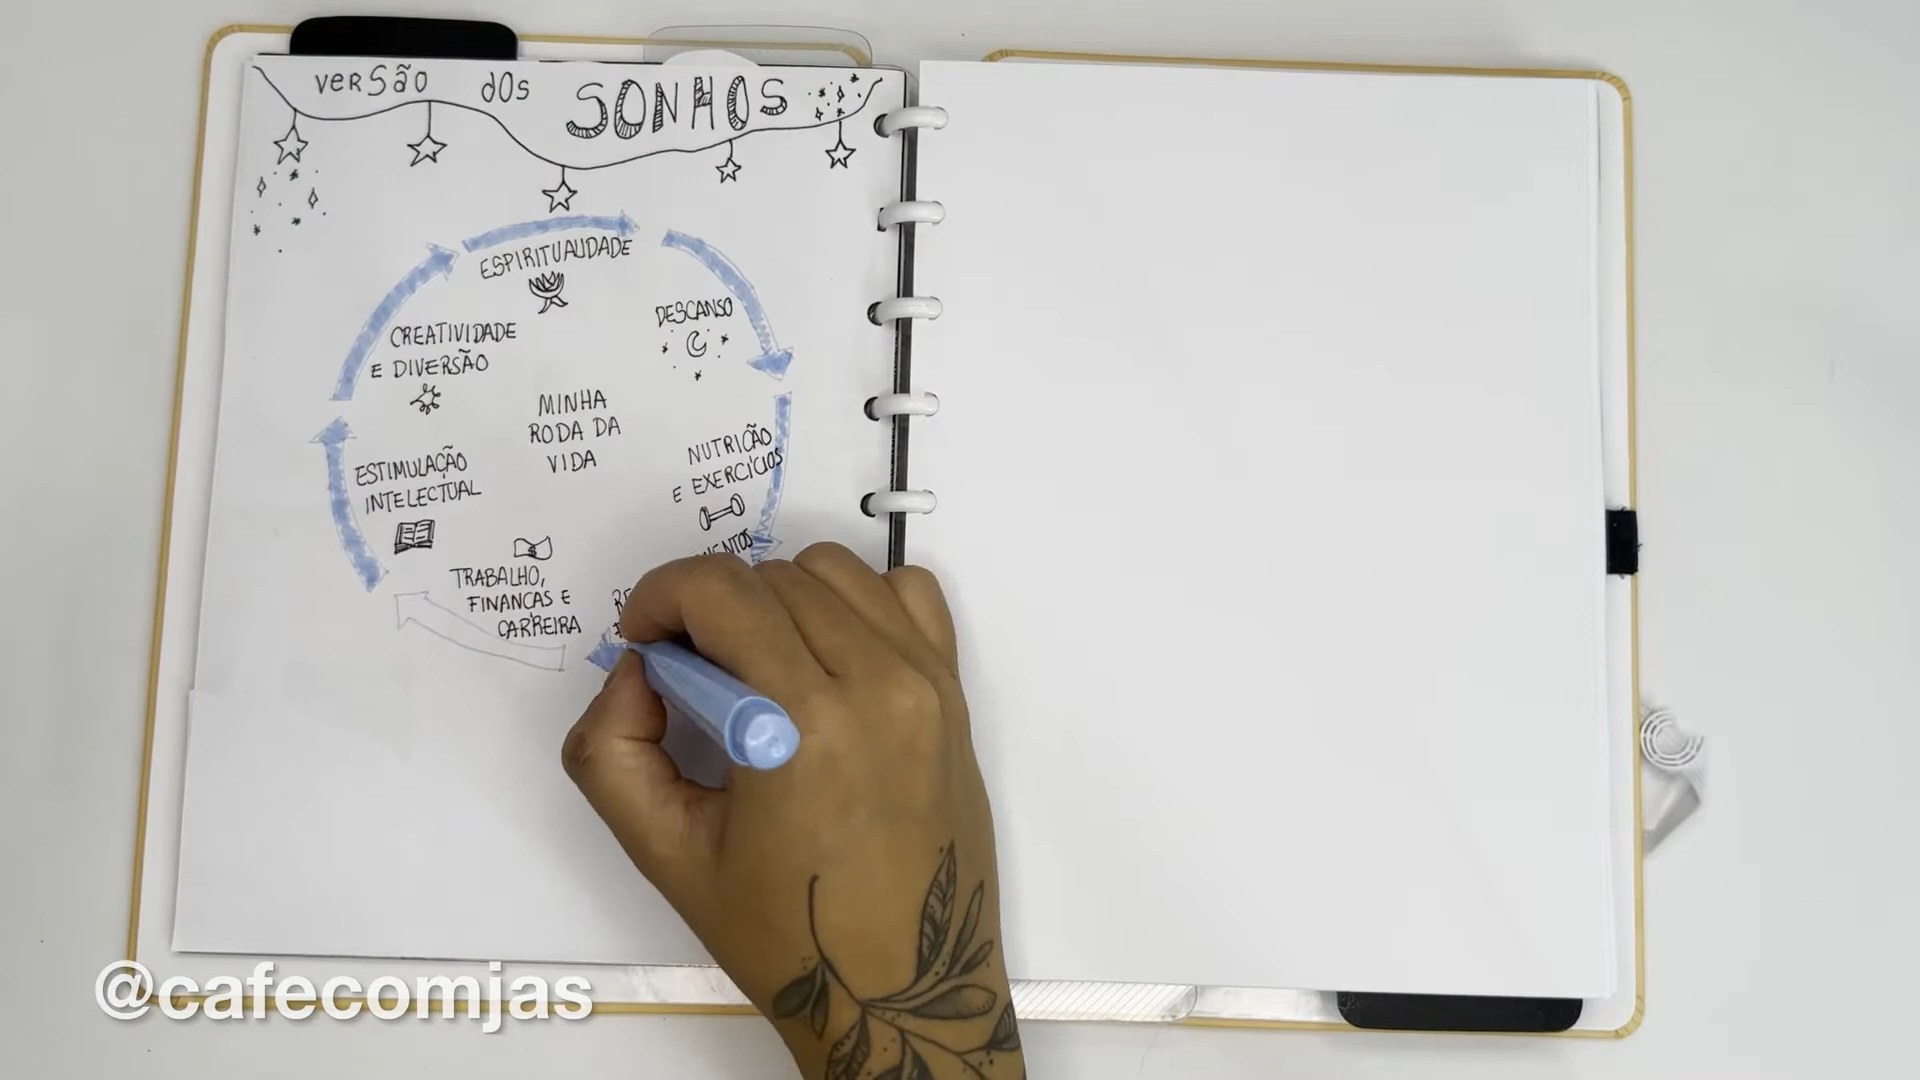 VERSÃO DOS SONHOS
ESPIRITUALIDADE
DESCANSO
CREATIVIDADE
E DIVERSÃO
MINHA
RODA DA
VIDA
NUTRIÇÃO
E EXERCÍCIOS
ESTIMULAÇÃO
INTELECTUAL
TRABALHO,
FINANÇAS E
CARREIRA
@cafecomjas